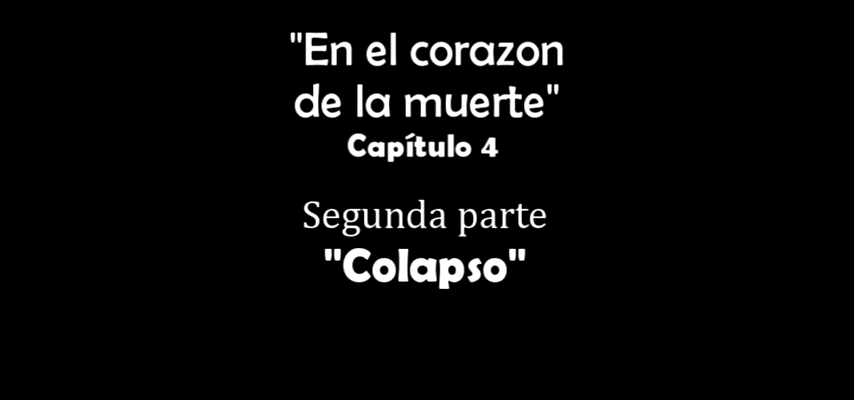 "En el corazon
de la muerte"
Capítulo 4
Segunda parte
"Colapso"